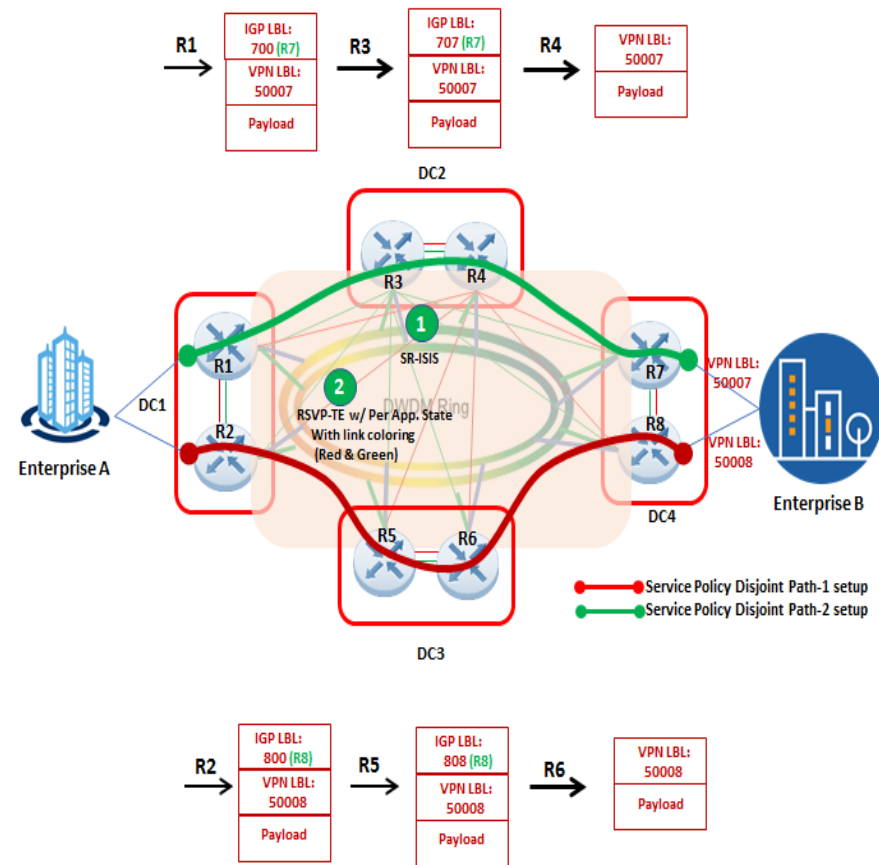 R1
IGP LBL:
700 (R7)
VPN LBL:
50007
Payload
R3
IGP LBL:
707 (R7)
VPN LBL:
50007
Payload
R4
VPN LBL:
50007
Payload
DC2
R3
R4
1
SR-ISIS
R1
R7
VPN LBL:
50007
DC1
2
DWDM Ring
RSVP-TE w/ Per App. State
With link coloring
(Red & Green)
R2
R8
VPN LBL:
50008
Enterprise A
Enterprise B
DC4
R5
R6
Service Policy Disjoint Path-1 setup
Service Policy Disjoint Path-2 setup
DC3
R2
IGP LBL:
800 (R8)
VPN LBL:
50008
Payload
R5
IGP LBL:
808 (R8)
VPN LBL:
50008
Payload
R6
VPN LBL:
50008
Payload